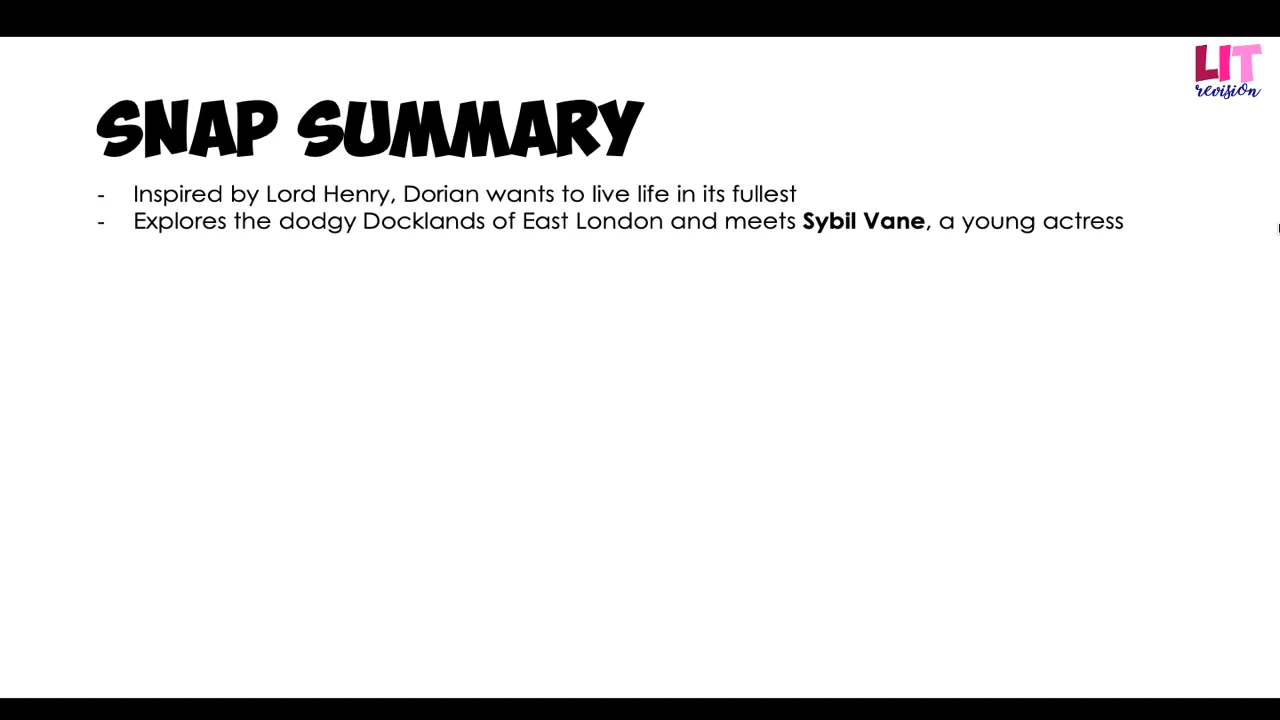 LIT
revision
SNAP SUMMARY
- Inspired by Lord Henry, Dorian wants to live life in its fullest
- Explores the dodgy Docklands of East London and meets Sybil Vane, a young actress